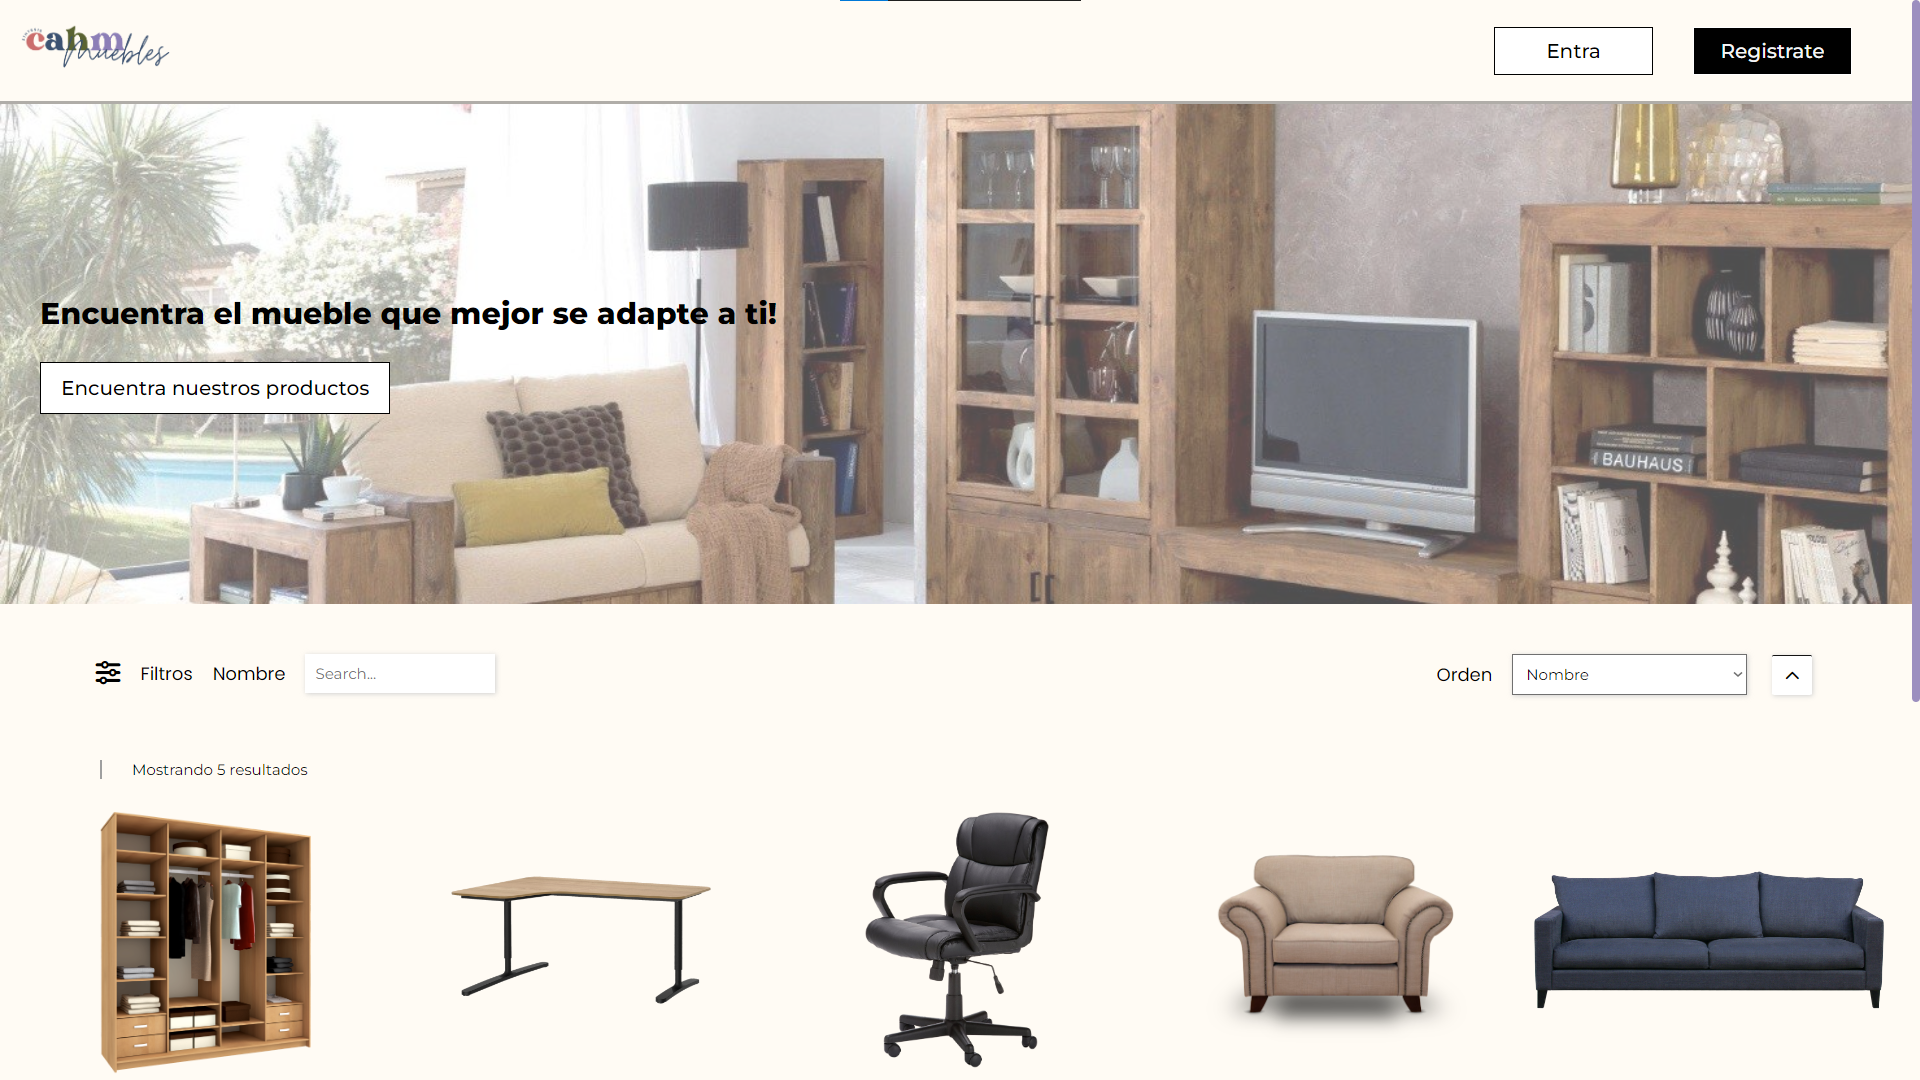 cahm
Muebles
Entra
Registrate
Encuentra el mueble que mejor se adapte a ti!
Encuentra nuestros productos
BAUHAUS
Filtros
Nombre
Search...
Orden
Nombre
Mostrando 5 resultados